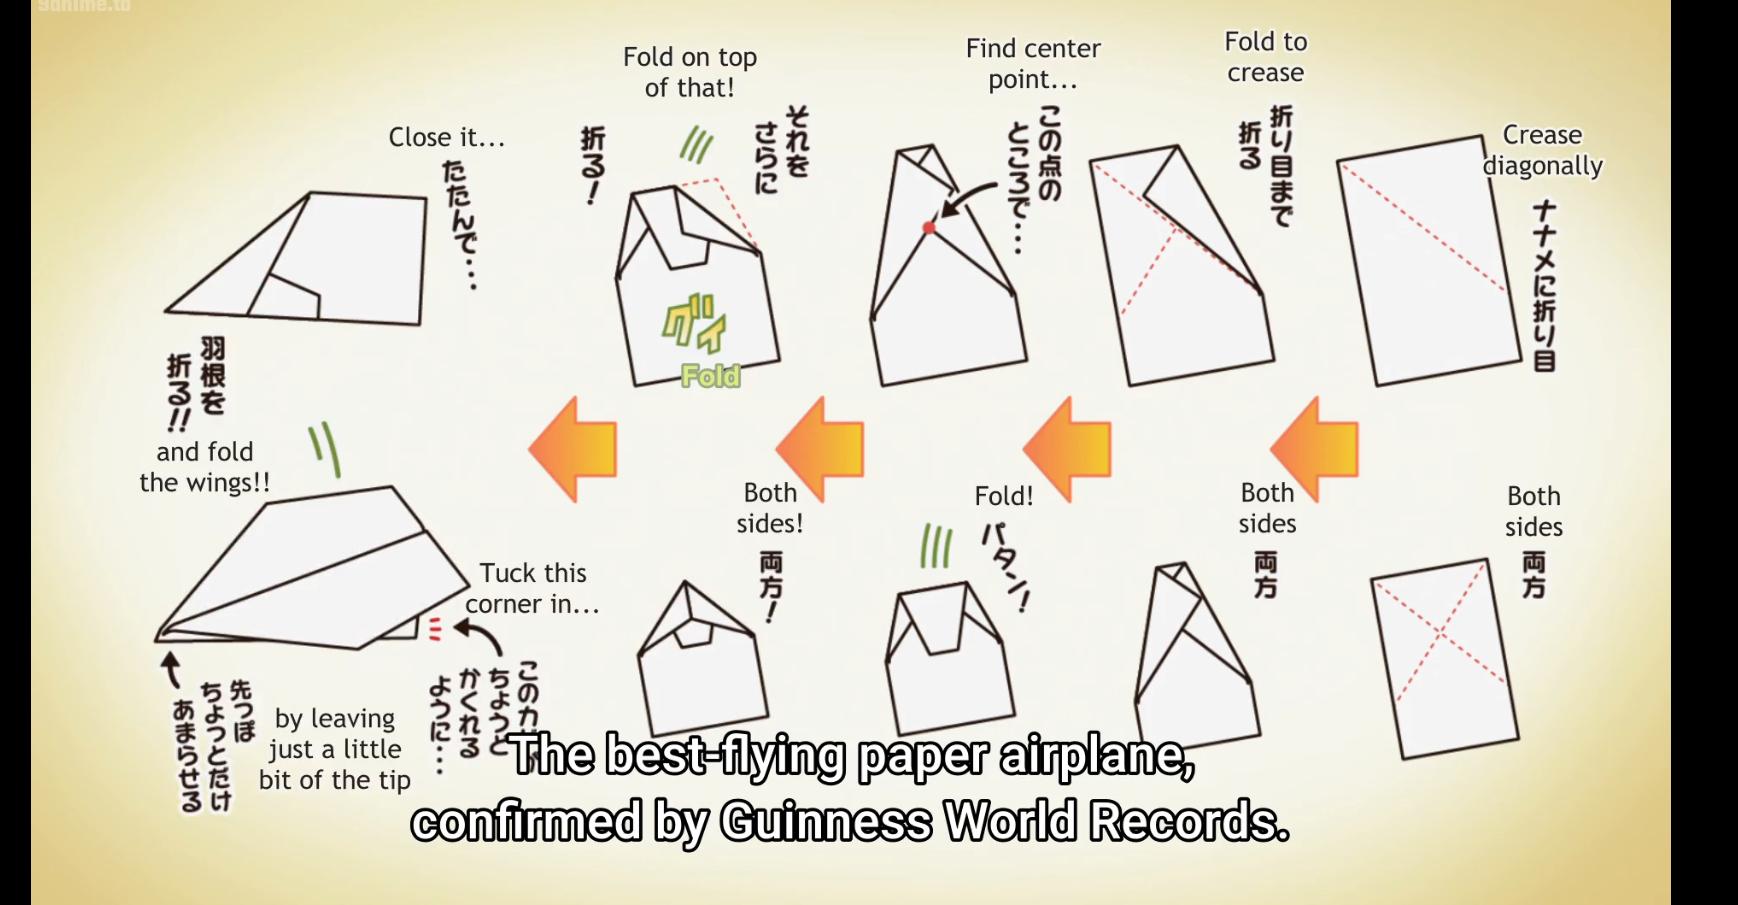 9anime.to
Crease
diagonally
ナナメに折り目
Both
sides
両方
Fold to
crease
折り目まで
折る
Both
sides
両方
Find center
point...
この点の
ところで…
Fold!
パタン!
Fold on top
of that!
それを
さらに
折る!
グイ
Fold
Both
sides!
両方!
Close it...
たたんで…
羽根を
折る!!
and fold
the wings!!
Tuck this
corner in...
このカ
ちょうど
かくれる
ように…
by leaving
just a little
bit of the tip
先っぽ
ちょっとだけ
あまらせる
The best-flying paper airplane,
confirmed by Guinness World Records.